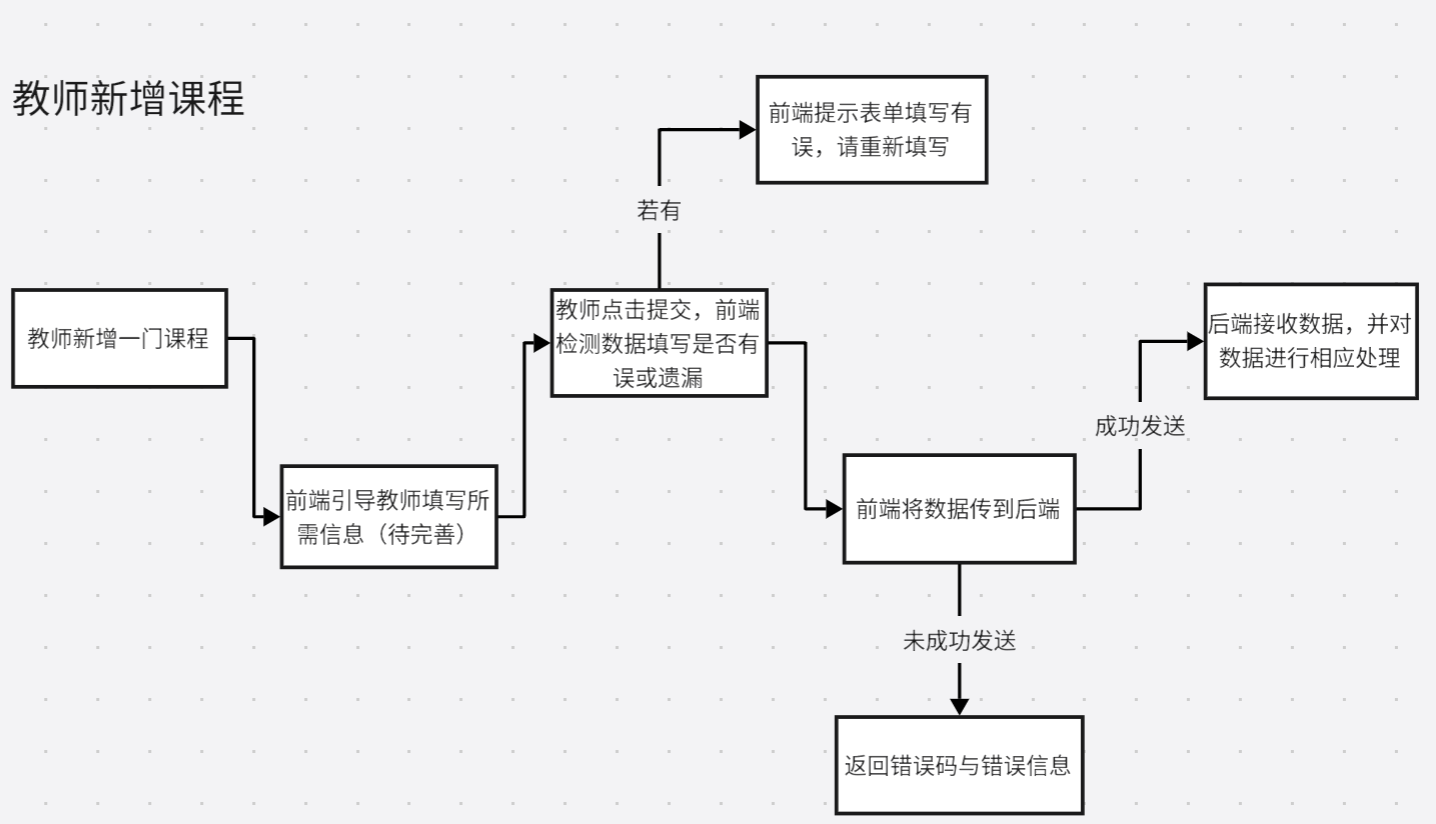 教师新增课程
前端提示表单填写有
误，请重新填写
若有
教师新增一门课程
前端引导教师填写所
需信息（待完善）
教师点击提交，前端
检测数据填写是否有
误或遗漏
前端将数据传到后端
成功发送
后端接收数据，并对
数据进行相应处理
未成功发送
返回错误码与错误信息